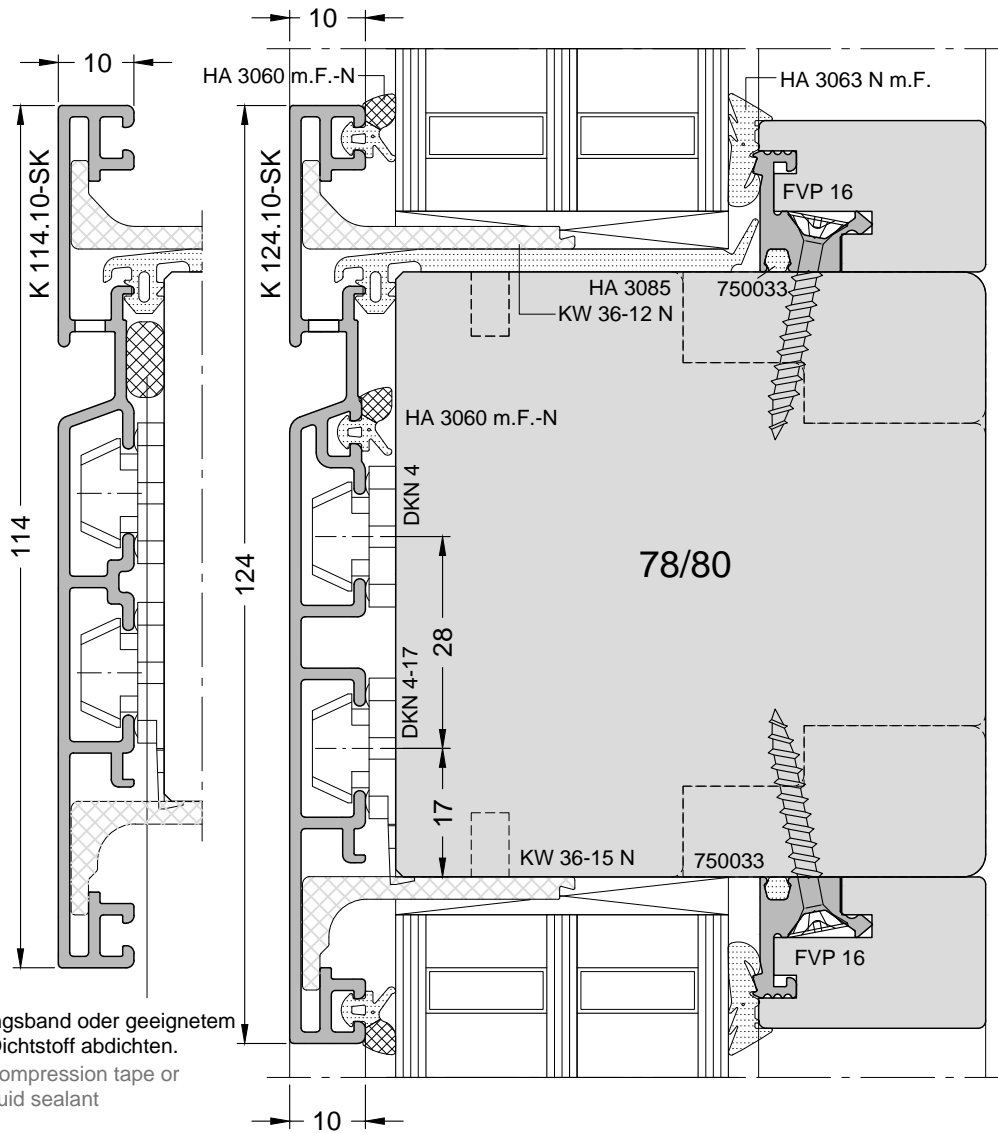 10
10
HA 3060 m.F.-N
HA 3063 N m.F.
K 114.10-SK
K 124.10-SK
FVP 16
HA 3085
750033
KW 36-12 N
HA 3060 m.F.-N
DKN 4
114
124
78/80
28
DKN 4-17
17
KW 36-15 N
750033
FVP 16
ngsband oder geeignetem
Dichtstoff abdichten.
ompression tape or
uid sealant
10